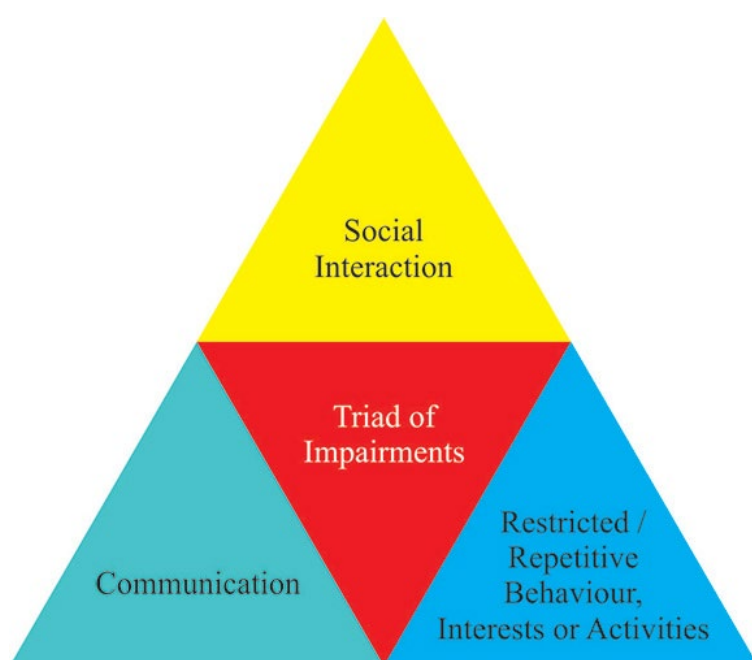 Social
Interaction
Triad of
Impairments
Communication
Restricted /
Repetitive
Behaviour,
Interests or Activities